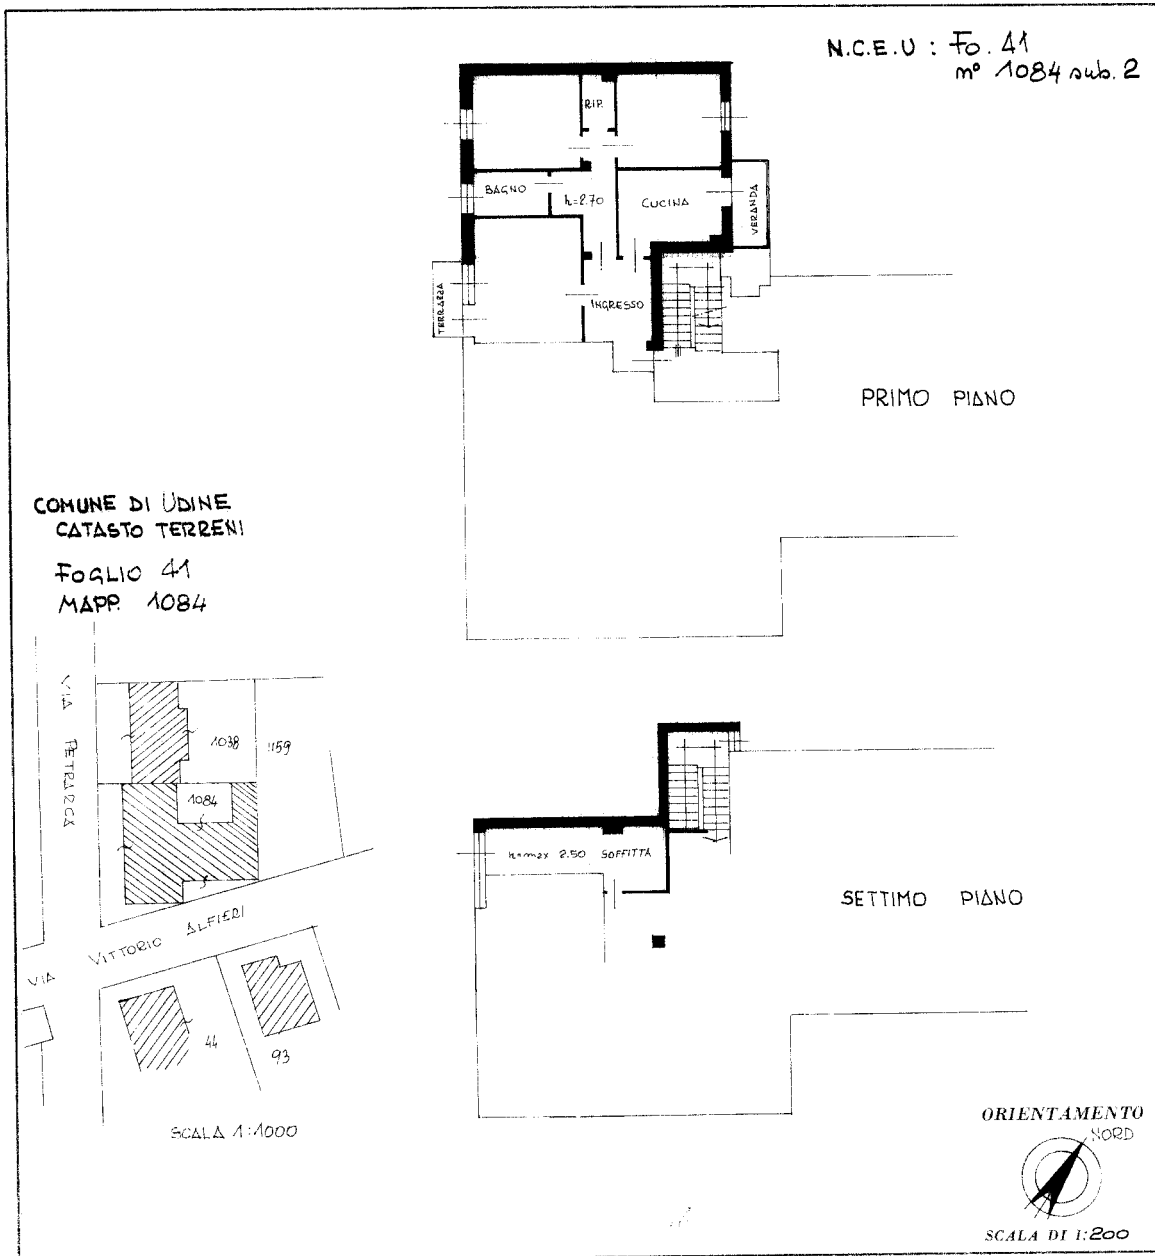 N.C.E.U : Fo. 41
m° 1084 sub. 2
RIP.
BAGNO
h=2.70
CUCINA
VERANDA
TERRAZZA
INGRESSO
PRIMO PIANO
COMUNE DI UDINE
CATASTO TERRENI
FOGLIO 41
MAPP. 1084
VIA PETRARCA
1038
1159
1084
VIA VITTORIO ALFIERI
44
93
SCALA 1:1000
h=max 2.50 SOFFITTA
SETTIMO PIANO
ORIENTAMENTO
NORD
SCALA DI 1:200